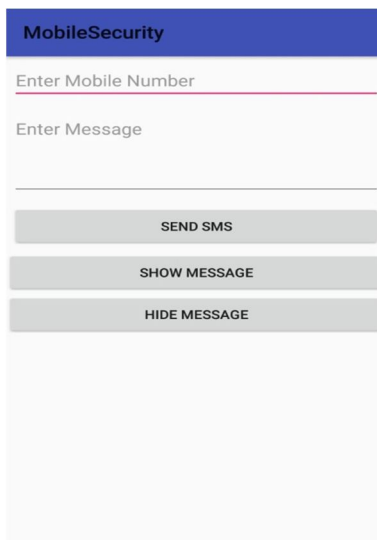 MobileSecurity
Enter Mobile Number
Enter Message
SEND SMS
SHOW MESSAGE
HIDE MESSAGE